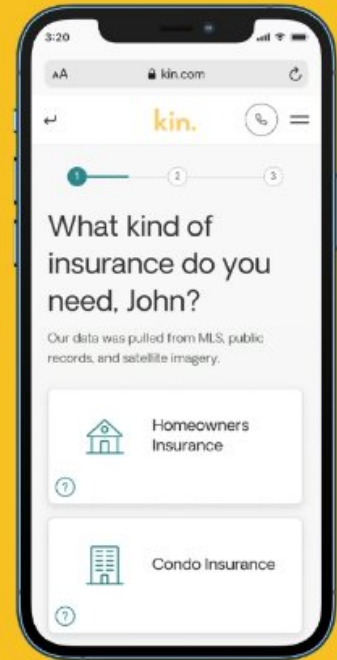 3:20
AA kin.com
kin.
1 2 3
What kind of
insurance do you
need, John?
Our data was pulled from MLS, public
records, and satellite imagery.
Homeowners
Insurance
?
Condo Insurance
?